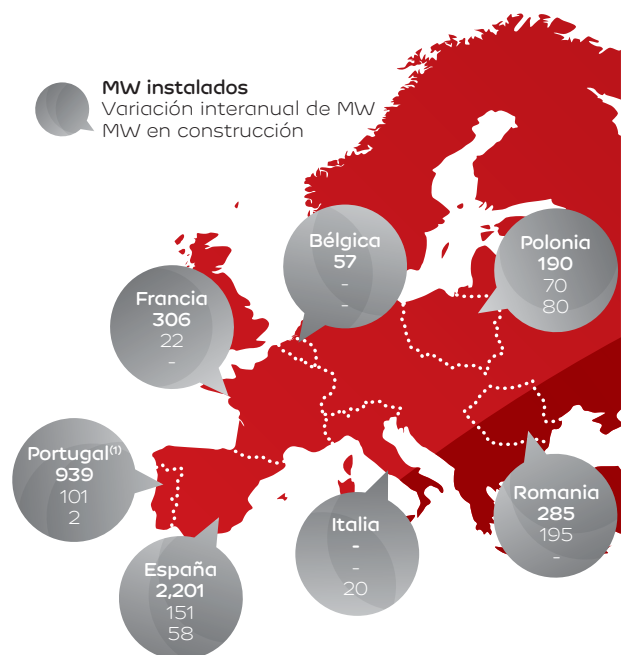 MW instalados
Variación interanual de MW
MW en construcción
Bélgica
57
-
-
Polonia
190
70
80
Francia
306
22
-
Portugal(1)
939
101
2
España
2,201
151
58
Italia
-
-
20
Romania
285
195
-